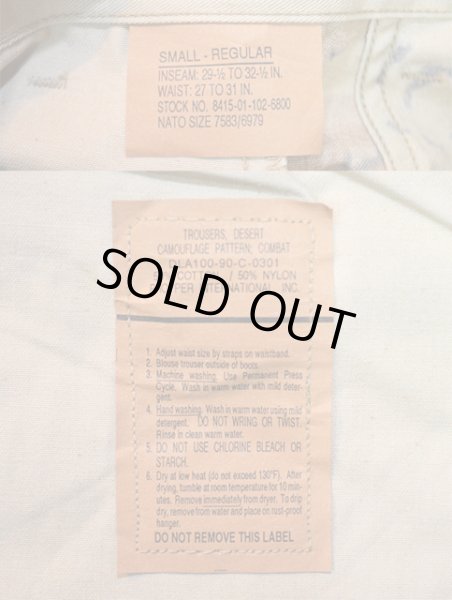 SMALL - REGULAR
INSEAM: 29-½ TO 32-½ IN.
WAIST: 27 TO 31 IN.
STOCK NO. 8415-01-102-6800
NATO SIZE 7583/6979
TROUSERS, DESERT
CAMOUFLAGE PATTERN: COMBAT
DLA100-90-C-0301
COTTON / 50% NYLON
INTERNATIONAL, INC.
SOLD OUT
1. Adjust waist size by straps on waistband.
2. Blouse trouser outside of boots.
3. Machine washing. Use Permanent Press
Cycle. Wash in warm water with mild deter-
gent.
4. Hand washing. Wash in warm water using mild
detergent. DO NOT WRING OR TWIST.
Rinse in clean warm water.
5. DO NOT USE CHLORINE BLEACH OR
STARCH.
6. Dry at low heat (do not exceed 130°F). After
drying, tumble at room temperature for 10 min-
utes. Remove immediately from dryer. To drip
dry, remove from water and place on rust-proof
hanger.
DO NOT REMOVE THIS LABEL